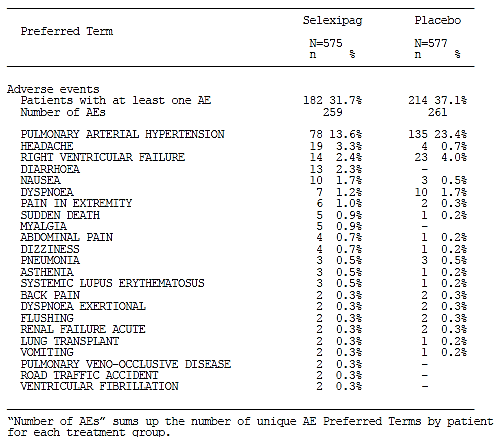 Selexipag Placebo
Preferred Term
N=575 N=577
n % n %
Adverse events
Patients with at least one AE 182 31.7% 214 37.1%
Number of AEs 259 261
PULMONARY ARTERIAL HYPERTENSION 78 13.6% 135 23.4%
HEADACHE 19 3.3% 4 0.7%
RIGHT VENTRICULAR FAILURE 14 2.4% 23 4.0%
DIARRHOEA 13 2.3% –
NAUSEA 10 1.7% 3 0.5%
DYSPNOEA 7 1.2% 10 1.7%
PAIN IN EXTREMITY 6 1.0% 2 0.3%
SUDDEN DEATH 5 0.9% 1 0.2%
MYALGIA 5 0.9% –
ABDOMINAL PAIN 4 0.7% 1 0.2%
DIZZINESS 4 0.7% 1 0.2%
PNEUMONIA 3 0.5% 3 0.5%
ASTHENIA 3 0.5% 1 0.2%
SYSTEMIC LUPUS ERYTHEMATOSUS 3 0.5% 1 0.2%
BACK PAIN 2 0.3% 2 0.3%
DYSPNOEA EXERTIONAL 2 0.3% 2 0.3%
FLUSHING 2 0.3% 2 0.3%
RENAL FAILURE ACUTE 2 0.3% 2 0.3%
LUNG TRANSPLANT 2 0.3% 1 0.2%
VOMITING 2 0.3% 1 0.2%
PULMONARY VENO-OCCLUSIVE DISEASE 2 0.3% –
ROAD TRAFFIC ACCIDENT 2 0.3% –
VENTRICULAR FIBRILLATION 2 0.3% –
“Number of AEs” sums up the number of unique AE Preferred Terms by patient
for each treatment group.